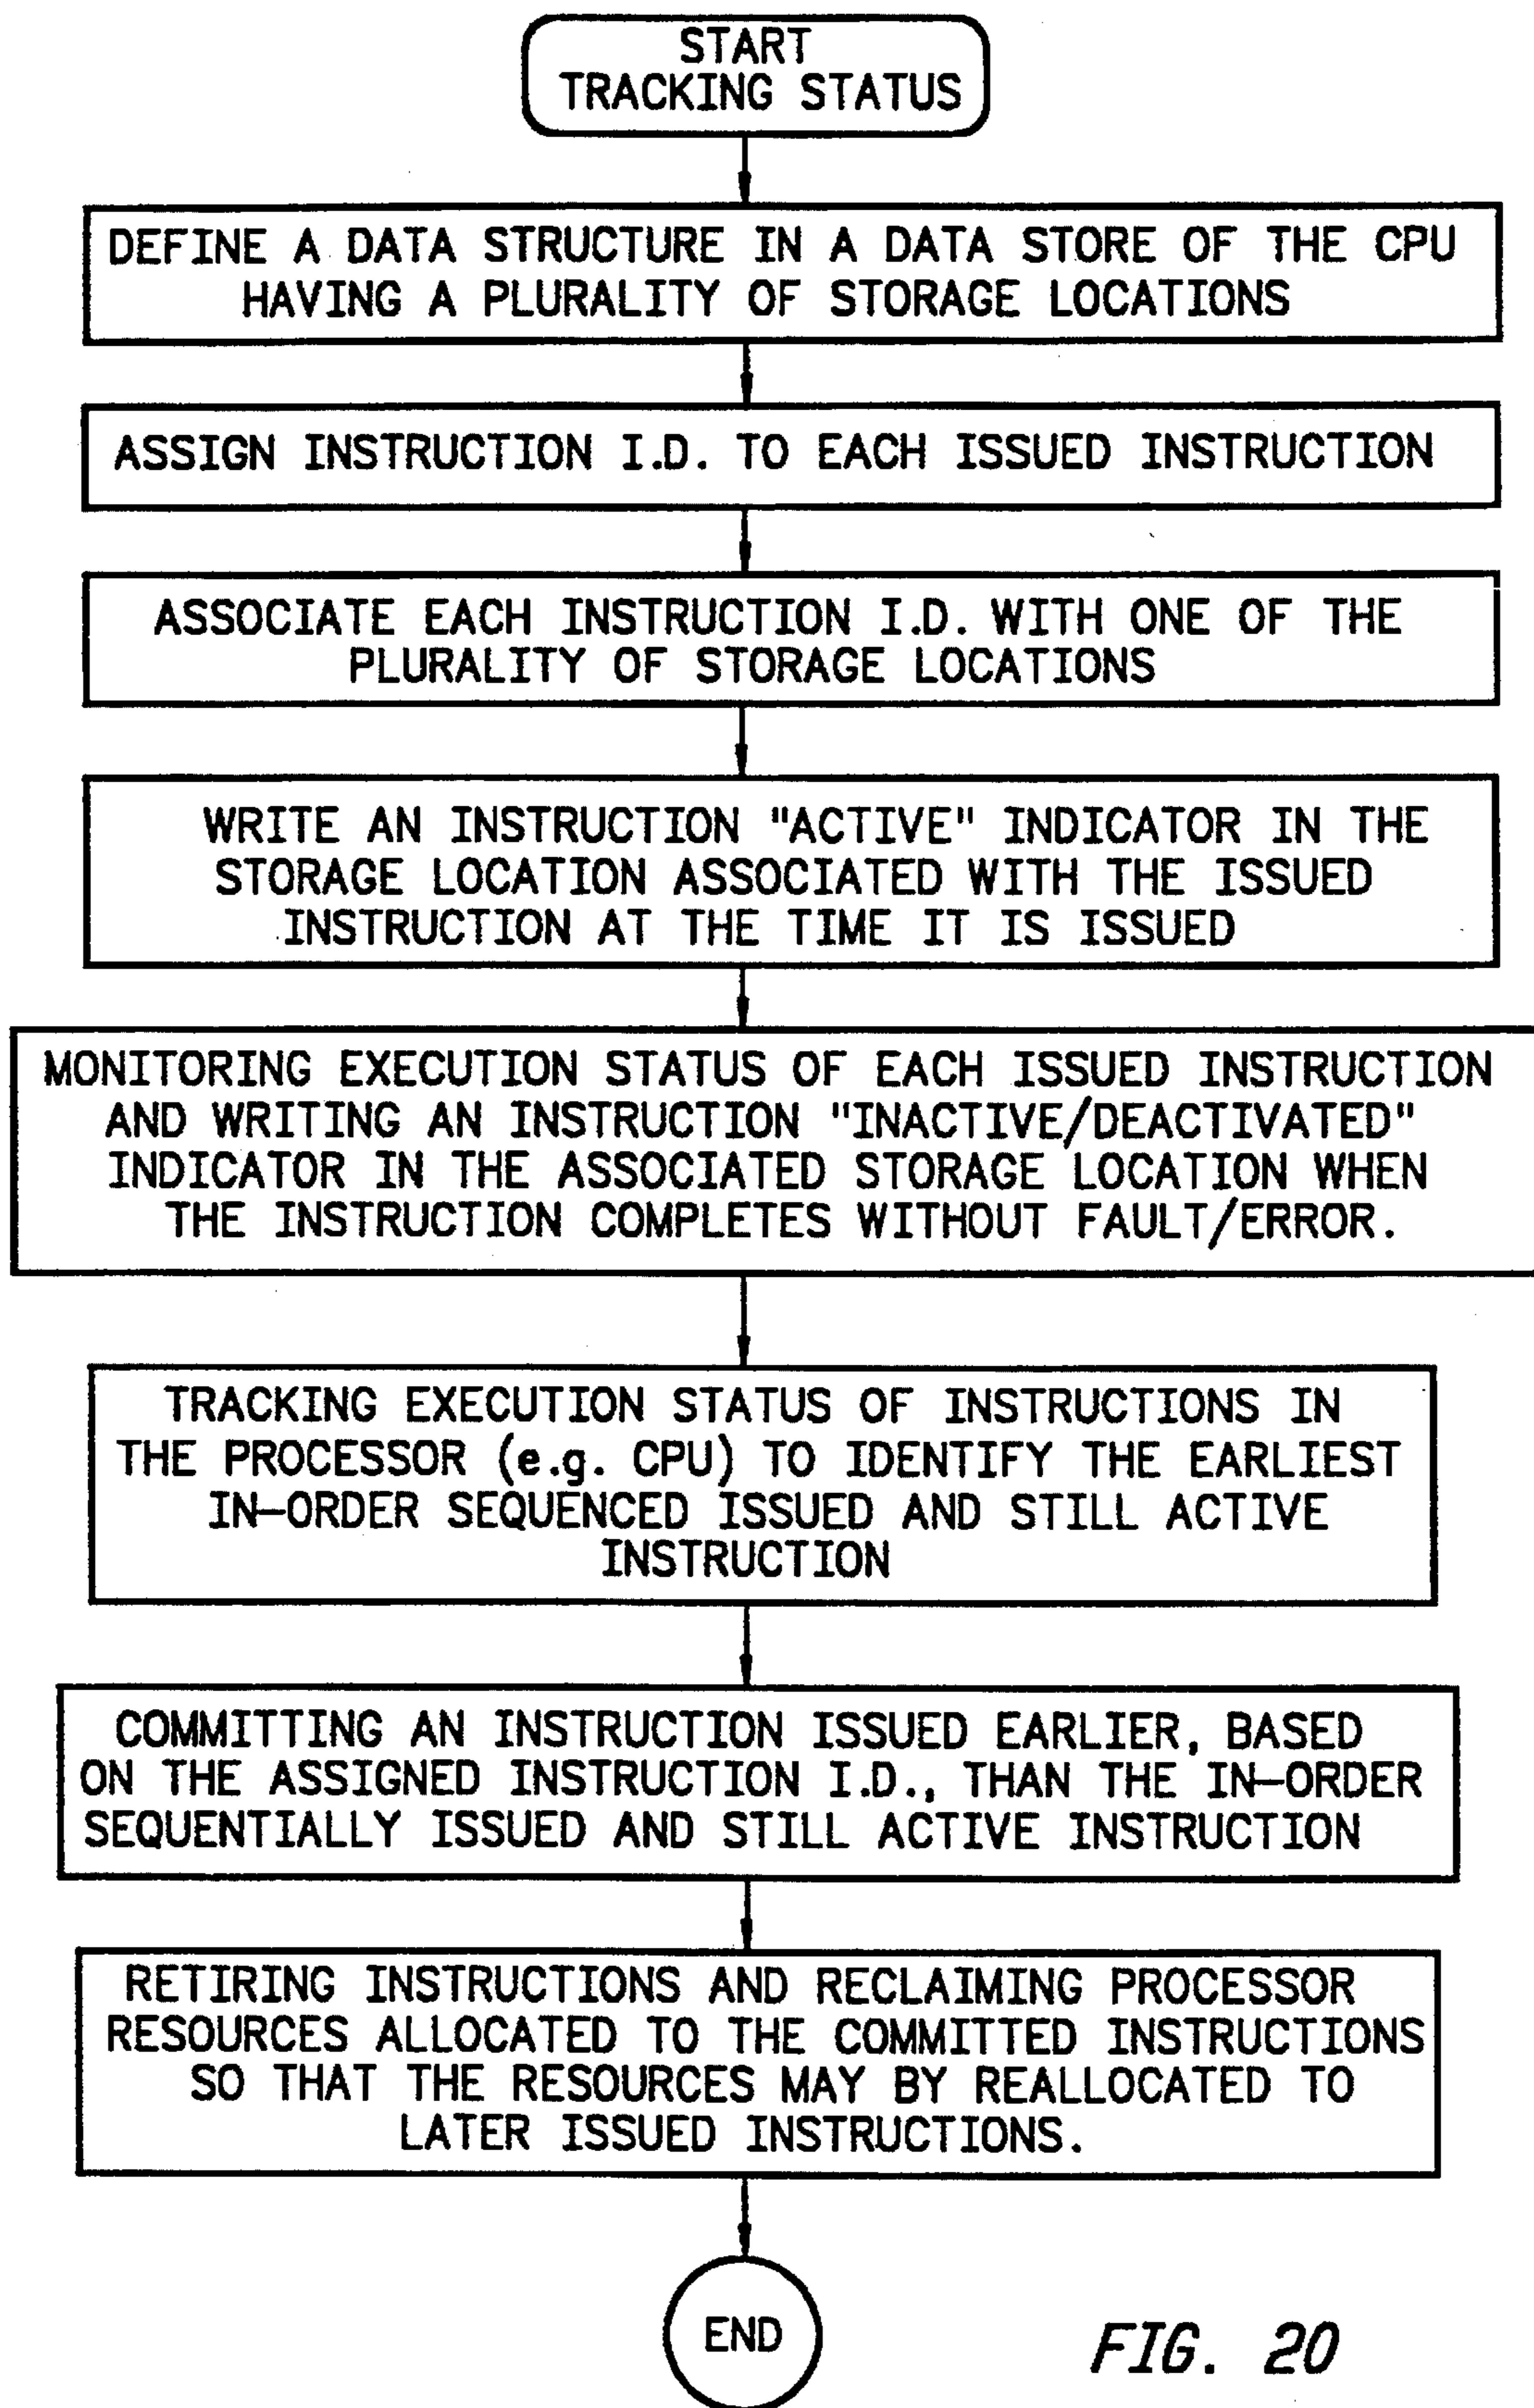 START
TRACKING STATUS
DEFINE A DATA STRUCTURE IN A DATA STORE OF THE CPU
HAVING A PLURALITY OF STORAGE LOCATIONS
ASSIGN INSTRUCTION I.D. TO EACH ISSUED INSTRUCTION
ASSOCIATE EACH INSTRUCTION I.D. WITH ONE OF THE
PLURALITY OF STORAGE LOCATIONS
WRITE AN INSTRUCTION "ACTIVE" INDICATOR IN THE
STORAGE LOCATION ASSOCIATED WITH THE ISSUED
INSTRUCTION AT THE TIME IT IS ISSUED
MONITORING EXECUTION STATUS OF EACH ISSUED INSTRUCTION
AND WRITING AN INSTRUCTION "INACTIVE/DEACTIVATED"
INDICATOR IN THE ASSOCIATED STORAGE LOCATION WHEN
THE INSTRUCTION COMPLETES WITHOUT FAULT/ERROR.
TRACKING EXECUTION STATUS OF INSTRUCTIONS IN
THE PROCESSOR (e.g. CPU) TO IDENTIFY THE EARLIEST
IN-ORDER SEQUENCED ISSUED AND STILL ACTIVE
INSTRUCTION
COMMITTING AN INSTRUCTION ISSUED EARLIER, BASED
ON THE ASSIGNED INSTRUCTION I.D., THAN THE IN-ORDER
SEQUENTIALLY ISSUED AND STILL ACTIVE INSTRUCTION
RETIRING INSTRUCTIONS AND RECLAIMING PROCESSOR
RESOURCES ALLOCATED TO THE COMMITTED INSTRUCTIONS
SO THAT THE RESOURCES MAY BY REALLOCATED TO
LATER ISSUED INSTRUCTIONS.
END
FIG. 20